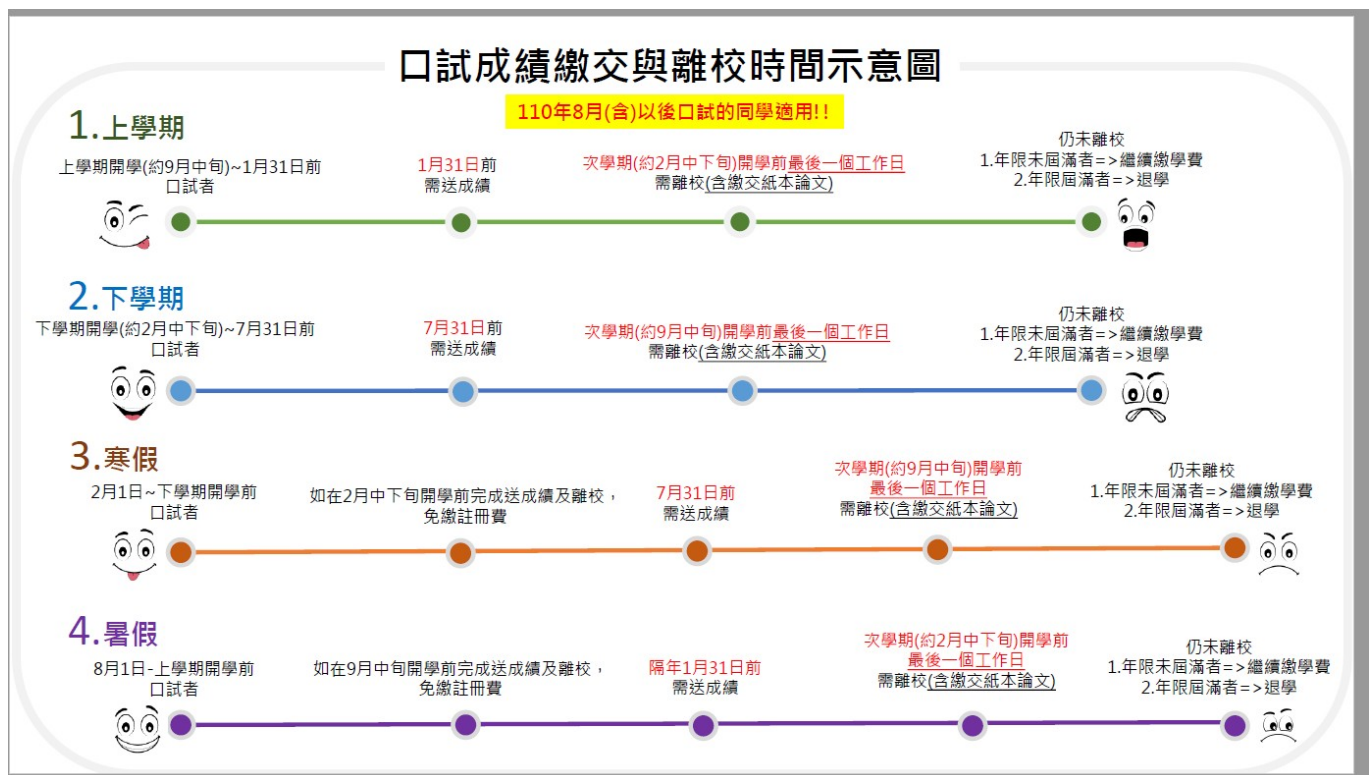 口試成績繳交與離校時間示意圖
110年8月(含)以後口試的同學適用!!
1.上學期
上學期開學(約9月中旬)~1月31日前
口試者
1月31日前
需送成績
次學期(約2月中下旬)開學前最後一個工作日
需離校(含繳交紙本論文)
仍未離校
1.年限未屆滿者=>繼續繳學費
2.年限屆滿者=>退學
2.下學期
下學期開學(約2月中下旬)~7月31日前
口試者
7月31日前
需送成績
次學期(約9月中旬)開學前最後一個工作日
需離校(含繳交紙本論文)
仍未離校
1.年限未屆滿者=>繼續繳學費
2.年限屆滿者=>退學
3.寒假
2月1日~下學期開學前
口試者
如在2月中下旬開學前完成送成績及離校，
免繳註冊費
7月31日前
需送成績
次學期(約9月中旬)開學前
最後一個工作日
需離校(含繳交紙本論文)
仍未離校
1.年限未屆滿者=>繼續繳學費
2.年限屆滿者=>退學
4.暑假
8月1日-上學期開學前
口試者
如在9月中旬開學前完成送成績及離校，
免繳註冊費
隔年1月31日前
需送成績
次學期(約2月中下旬)開學前
最後一個工作日
需離校(含繳交紙本論文)
仍未離校
1.年限未屆滿者=>繼續繳學費
2.年限屆滿者=>退學